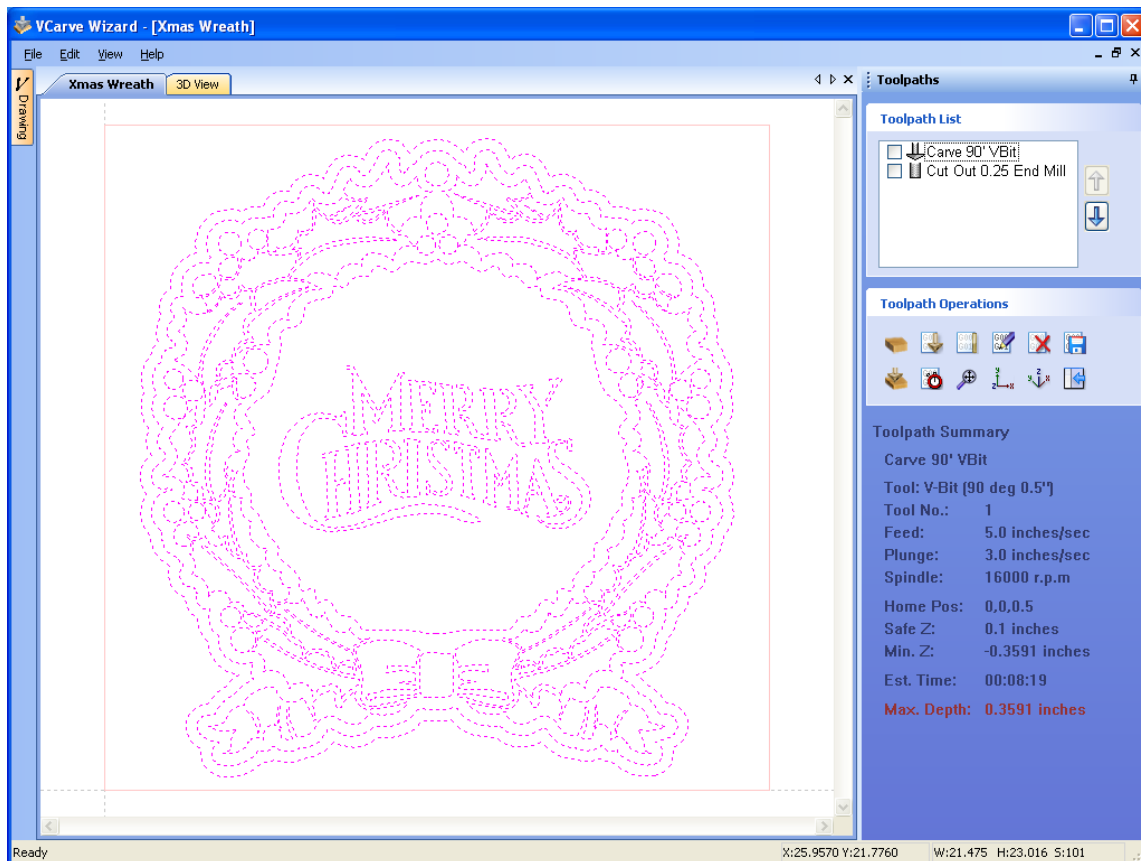 VCarve Wizard - [Xmas Wreath]
File Edit View Help
Drawing
Xmas Wreath 3D View
Toolpaths
Toolpath List
Carve 90' VBit
Cut Out 0.25 End Mill
Toolpath Operations
Toolpath Summary
Carve 90' VBit
Tool: V-Bit (90 deg 0.5")
Tool No.: 1
Feed: 5.0 inches/sec
Plunge: 3.0 inches/sec
Spindle: 16000 r.p.m
Home Pos: 0,0,0.5
Safe Z: 0.1 inches
Min. Z: -0.3591 inches
Est. Time: 00:08:19
Max. Depth: 0.3591 inches
MERRY
CHRISTMAS
Ready X:25.9570 Y:21.7760 W:21.475 H:23.016 S:101